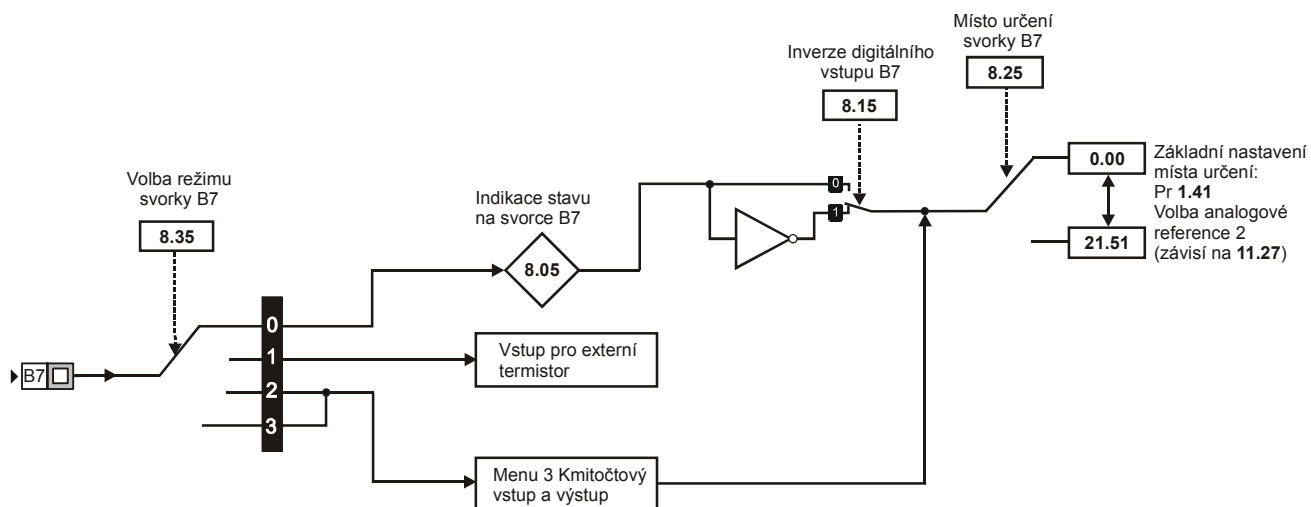 Místo určení
svorky B7
8.25
Inverze digitálního
vstupu B7
8.15
0.00
Základní nastavení
místa určení:
Pr 1.41
Volba analogové
reference 2
(závisí na 11.27)
21.51
0
1
Volba režimu
svorky B7
8.35
Indikace stavu
na svorce B7
8.05
B7
0
1
2
3
Vstup pro externí
termistor
Menu 3 Kmitočtový
vstup a výstup